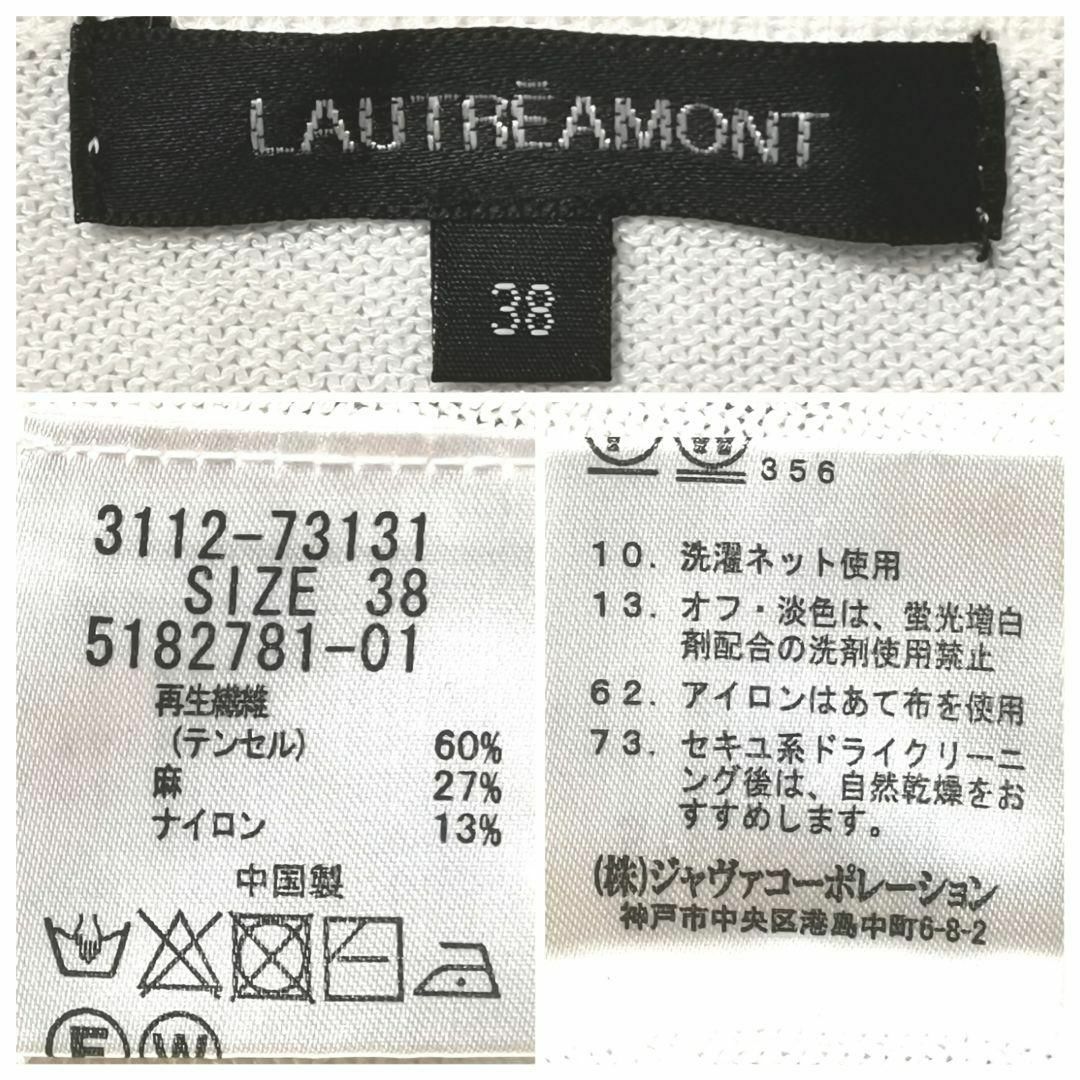 LAUTRÉAMONT
38
3112-73131
SIZE 38
5182781-01
再生繊維
(テンセル) 60%
麻 27%
ナイロン 13%
中国製
F W
356
10. 洗濯ネット使用
13. オフ・淡色は、蛍光増白
剤配合の洗剤使用禁止
62. アイロンはあて布を使用
73. セキユ系ドライクリーニ
ング後は、自然乾燥をお
すすめします。
(株)ジャヴァコーポレーション
神戸市中央区港島中町6-8-2